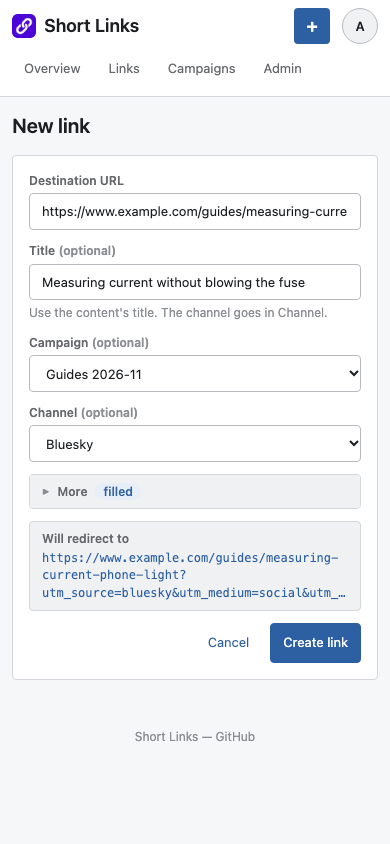 Short Links
+
A
Overview Links Campaigns Admin
New link
Destination URL
https://www.example.com/guides/measuring-curre
Title (optional)
Measuring current without blowing the fuse
Use the content's title. The channel goes in Channel.
Campaign (optional)
Guides 2026-11
Channel (optional)
Bluesky
More filled
Will redirect to
https://www.example.com/guides/measuring-
current-phone-light?
utm_source=bluesky&utm_medium=social&utm_…
Cancel Create link
Short Links — GitHub